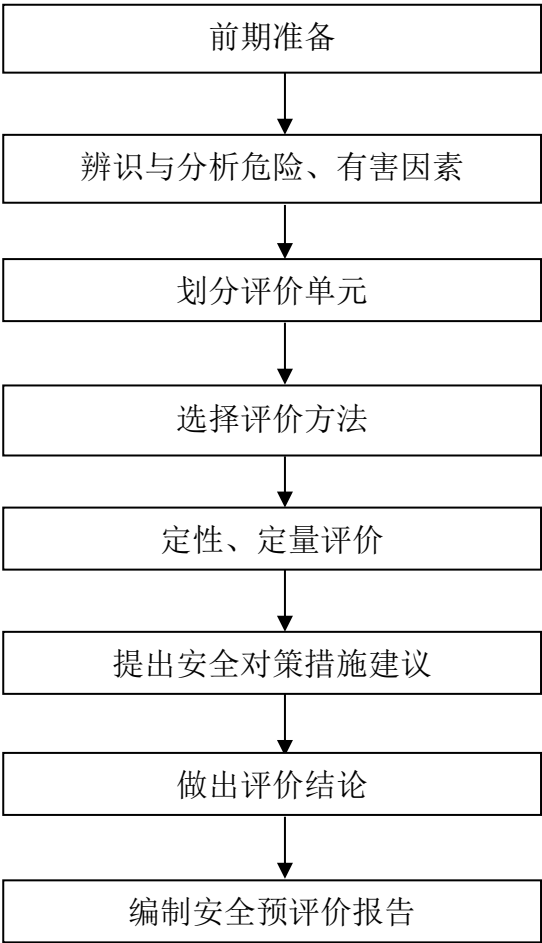 前期准备
辨识与分析危险、有害因素
划分评价单元
选择评价方法
定性、定量评价
提出安全对策措施建议
做出评价结论
编制安全预评价报告